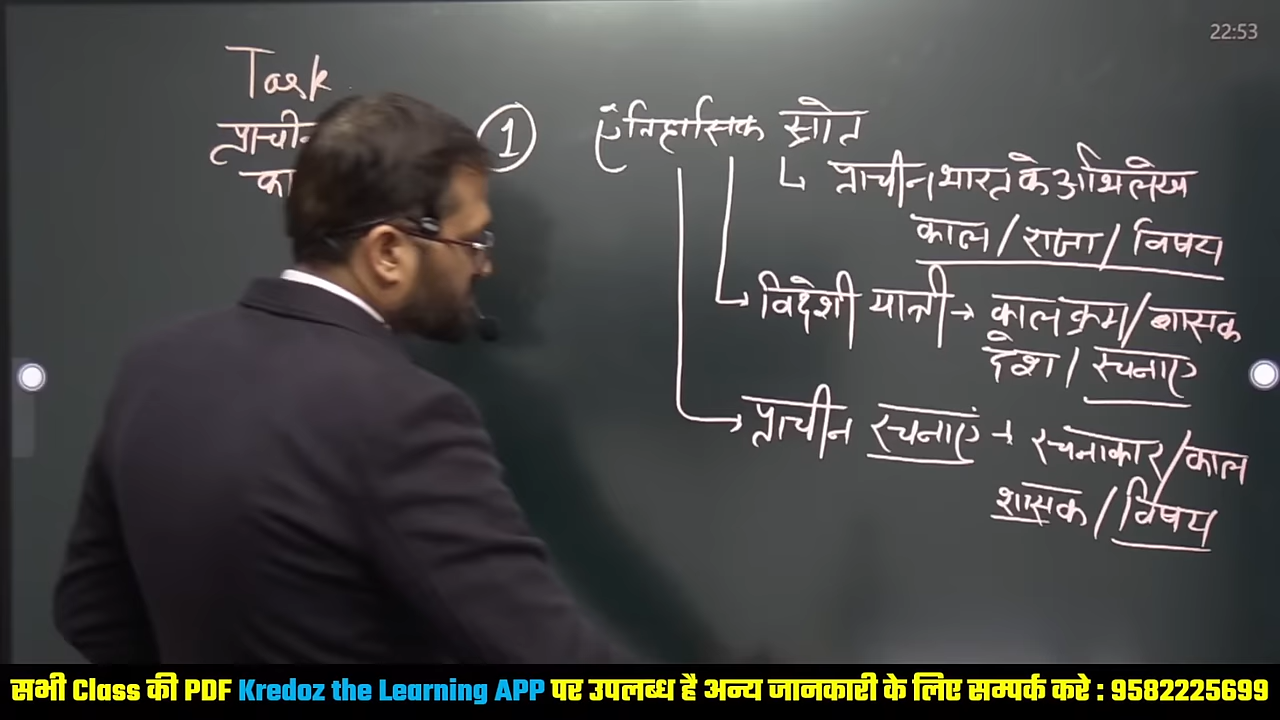 22:53
Task
प्राचीन
का
① ऐतिहासिक स्रोत
↳ प्राचीन भारत के अभिलेख
काल / राजा / विषय
विदेशी यात्री → कालक्रम / शासक
देश / रचनाए
प्राचीन रचनाएं → रचनाकार / काल
शासक / विषय
सभी Class की PDF Kredoz the Learning APP पर उपलब्ध है अन्य जानकारी के लिए सम्पर्क करे : 9582225699